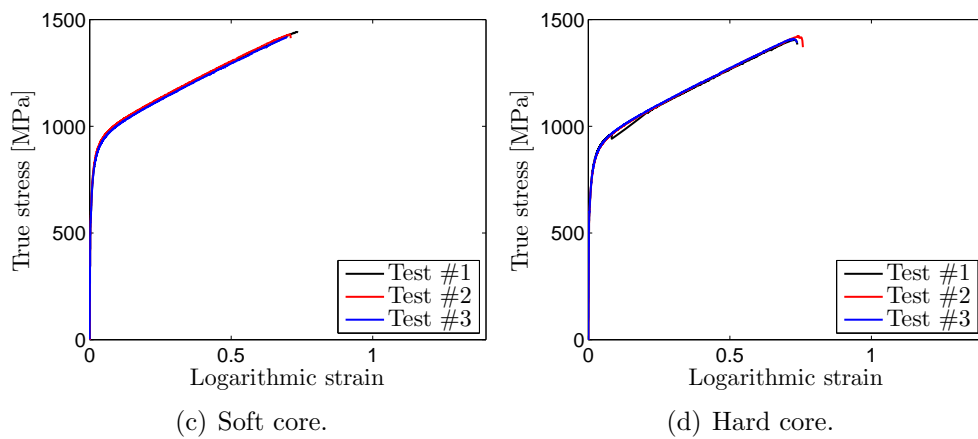 1500
1000
500
0
0
0.5
1
True stress [MPa]
Logarithmic strain
Test #1
Test #2
Test #3
(c) Soft core.
1500
1000
500
0
0
0.5
1
True stress [MPa]
Logarithmic strain
Test #1
Test #2
Test #3
(d) Hard core.